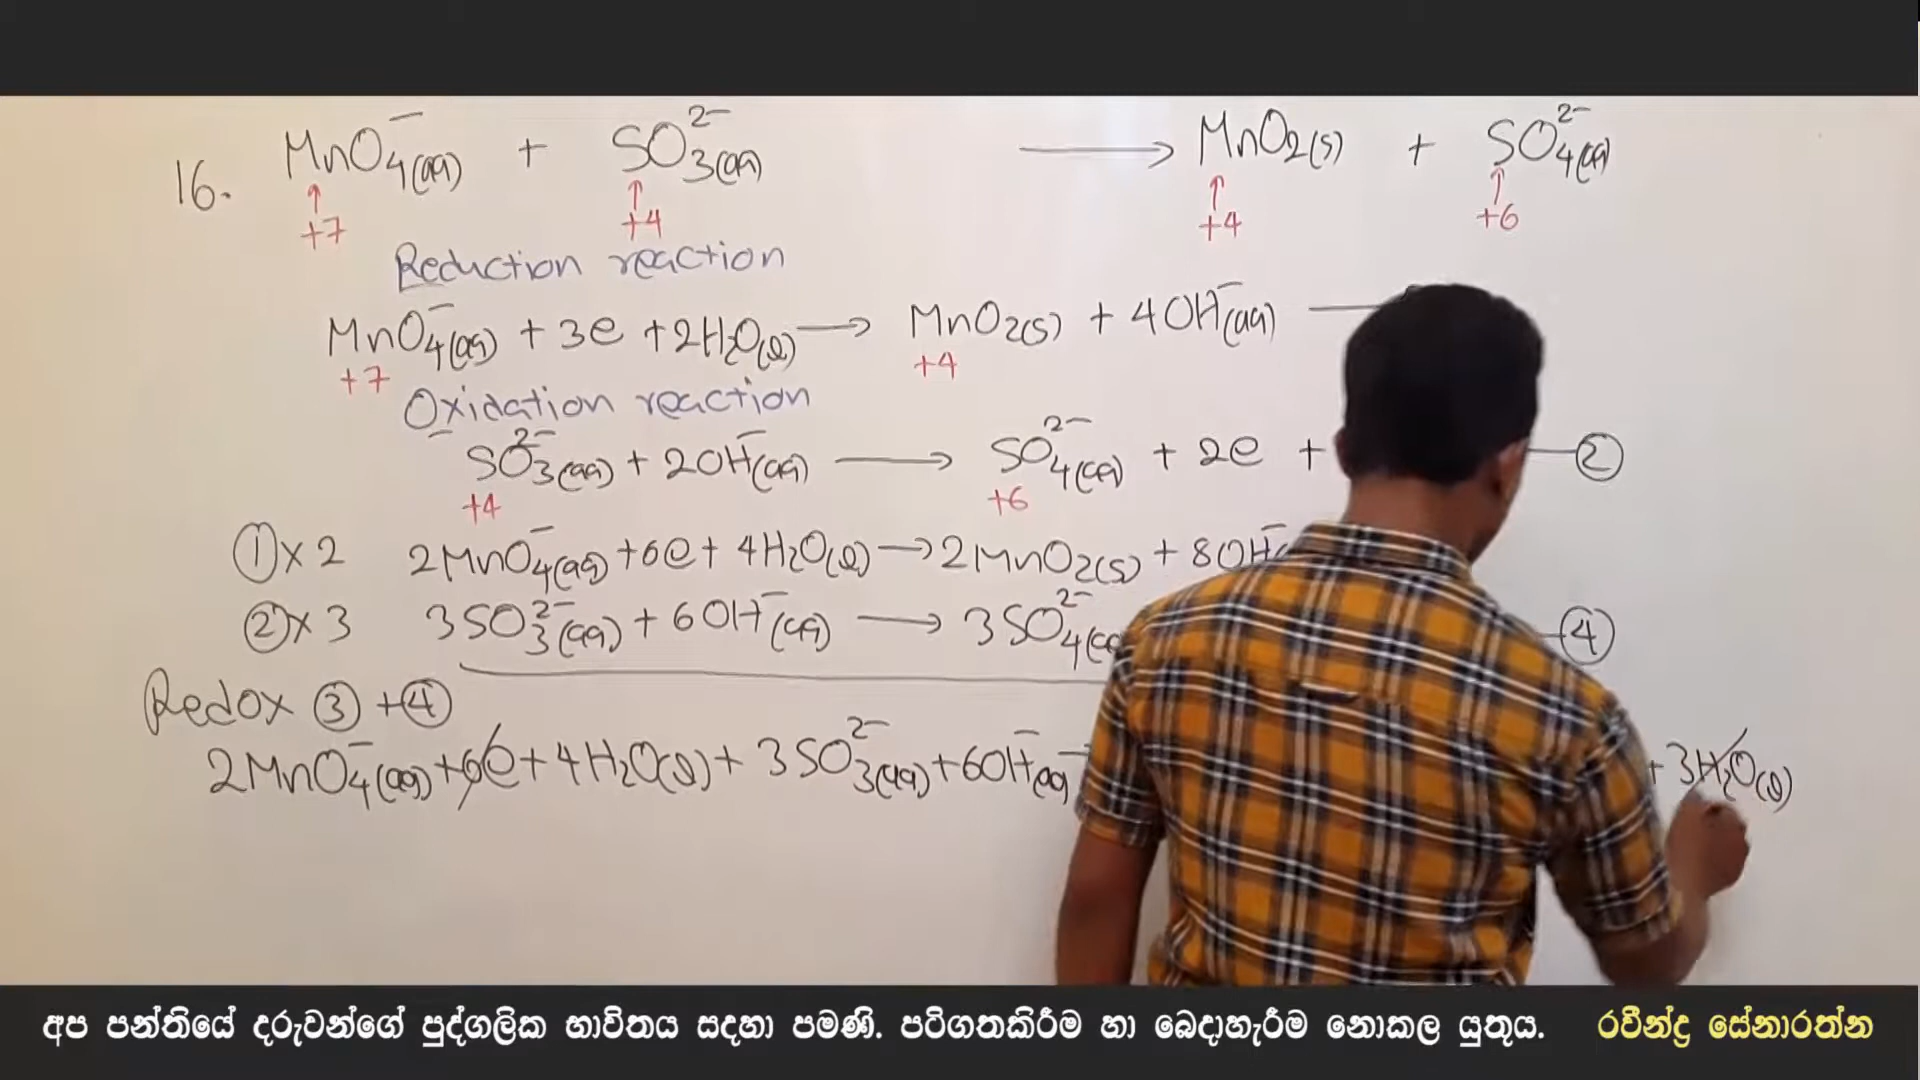 16. MnO₄⁻(aq) + SO₃²⁻(aq) ⟶ MnO₂(s) + SO₄²⁻(aq)
+7 +4 +4 +6
Reduction reaction
MnO₄⁻(aq) + 3e + 2H₂O(l) ⟶ MnO₂(s) + 4OH⁻(aq)
+7 +4
Oxidation reaction
SO₃²⁻(aq) + 2OH⁻(aq) ⟶ SO₄²⁻(aq) + 2e + —②
+4 +6
①×2 2MnO₄⁻(aq) + 6e + 4H₂O(l) ⟶ 2MnO₂(s) + 8OH⁻
②×3 3SO₃²⁻(aq) + 6OH⁻(aq) ⟶ 3SO₄²⁻(aq —④
Redox ③ + ④
2MnO₄⁻(aq) + 6e + 4H₂O(l) + 3SO₃²⁻(aq) + 6OH⁻(aq) + 3H₂O(l)
අප පන්තියේ දරුවන්ගේ පුද්ගලික භාවිතය සදහා පමණි. පටිගතකිරීම හා බෙදාහැරීම නොකල යුතුය. රවීන්ද්‍ර සේනාරත්න